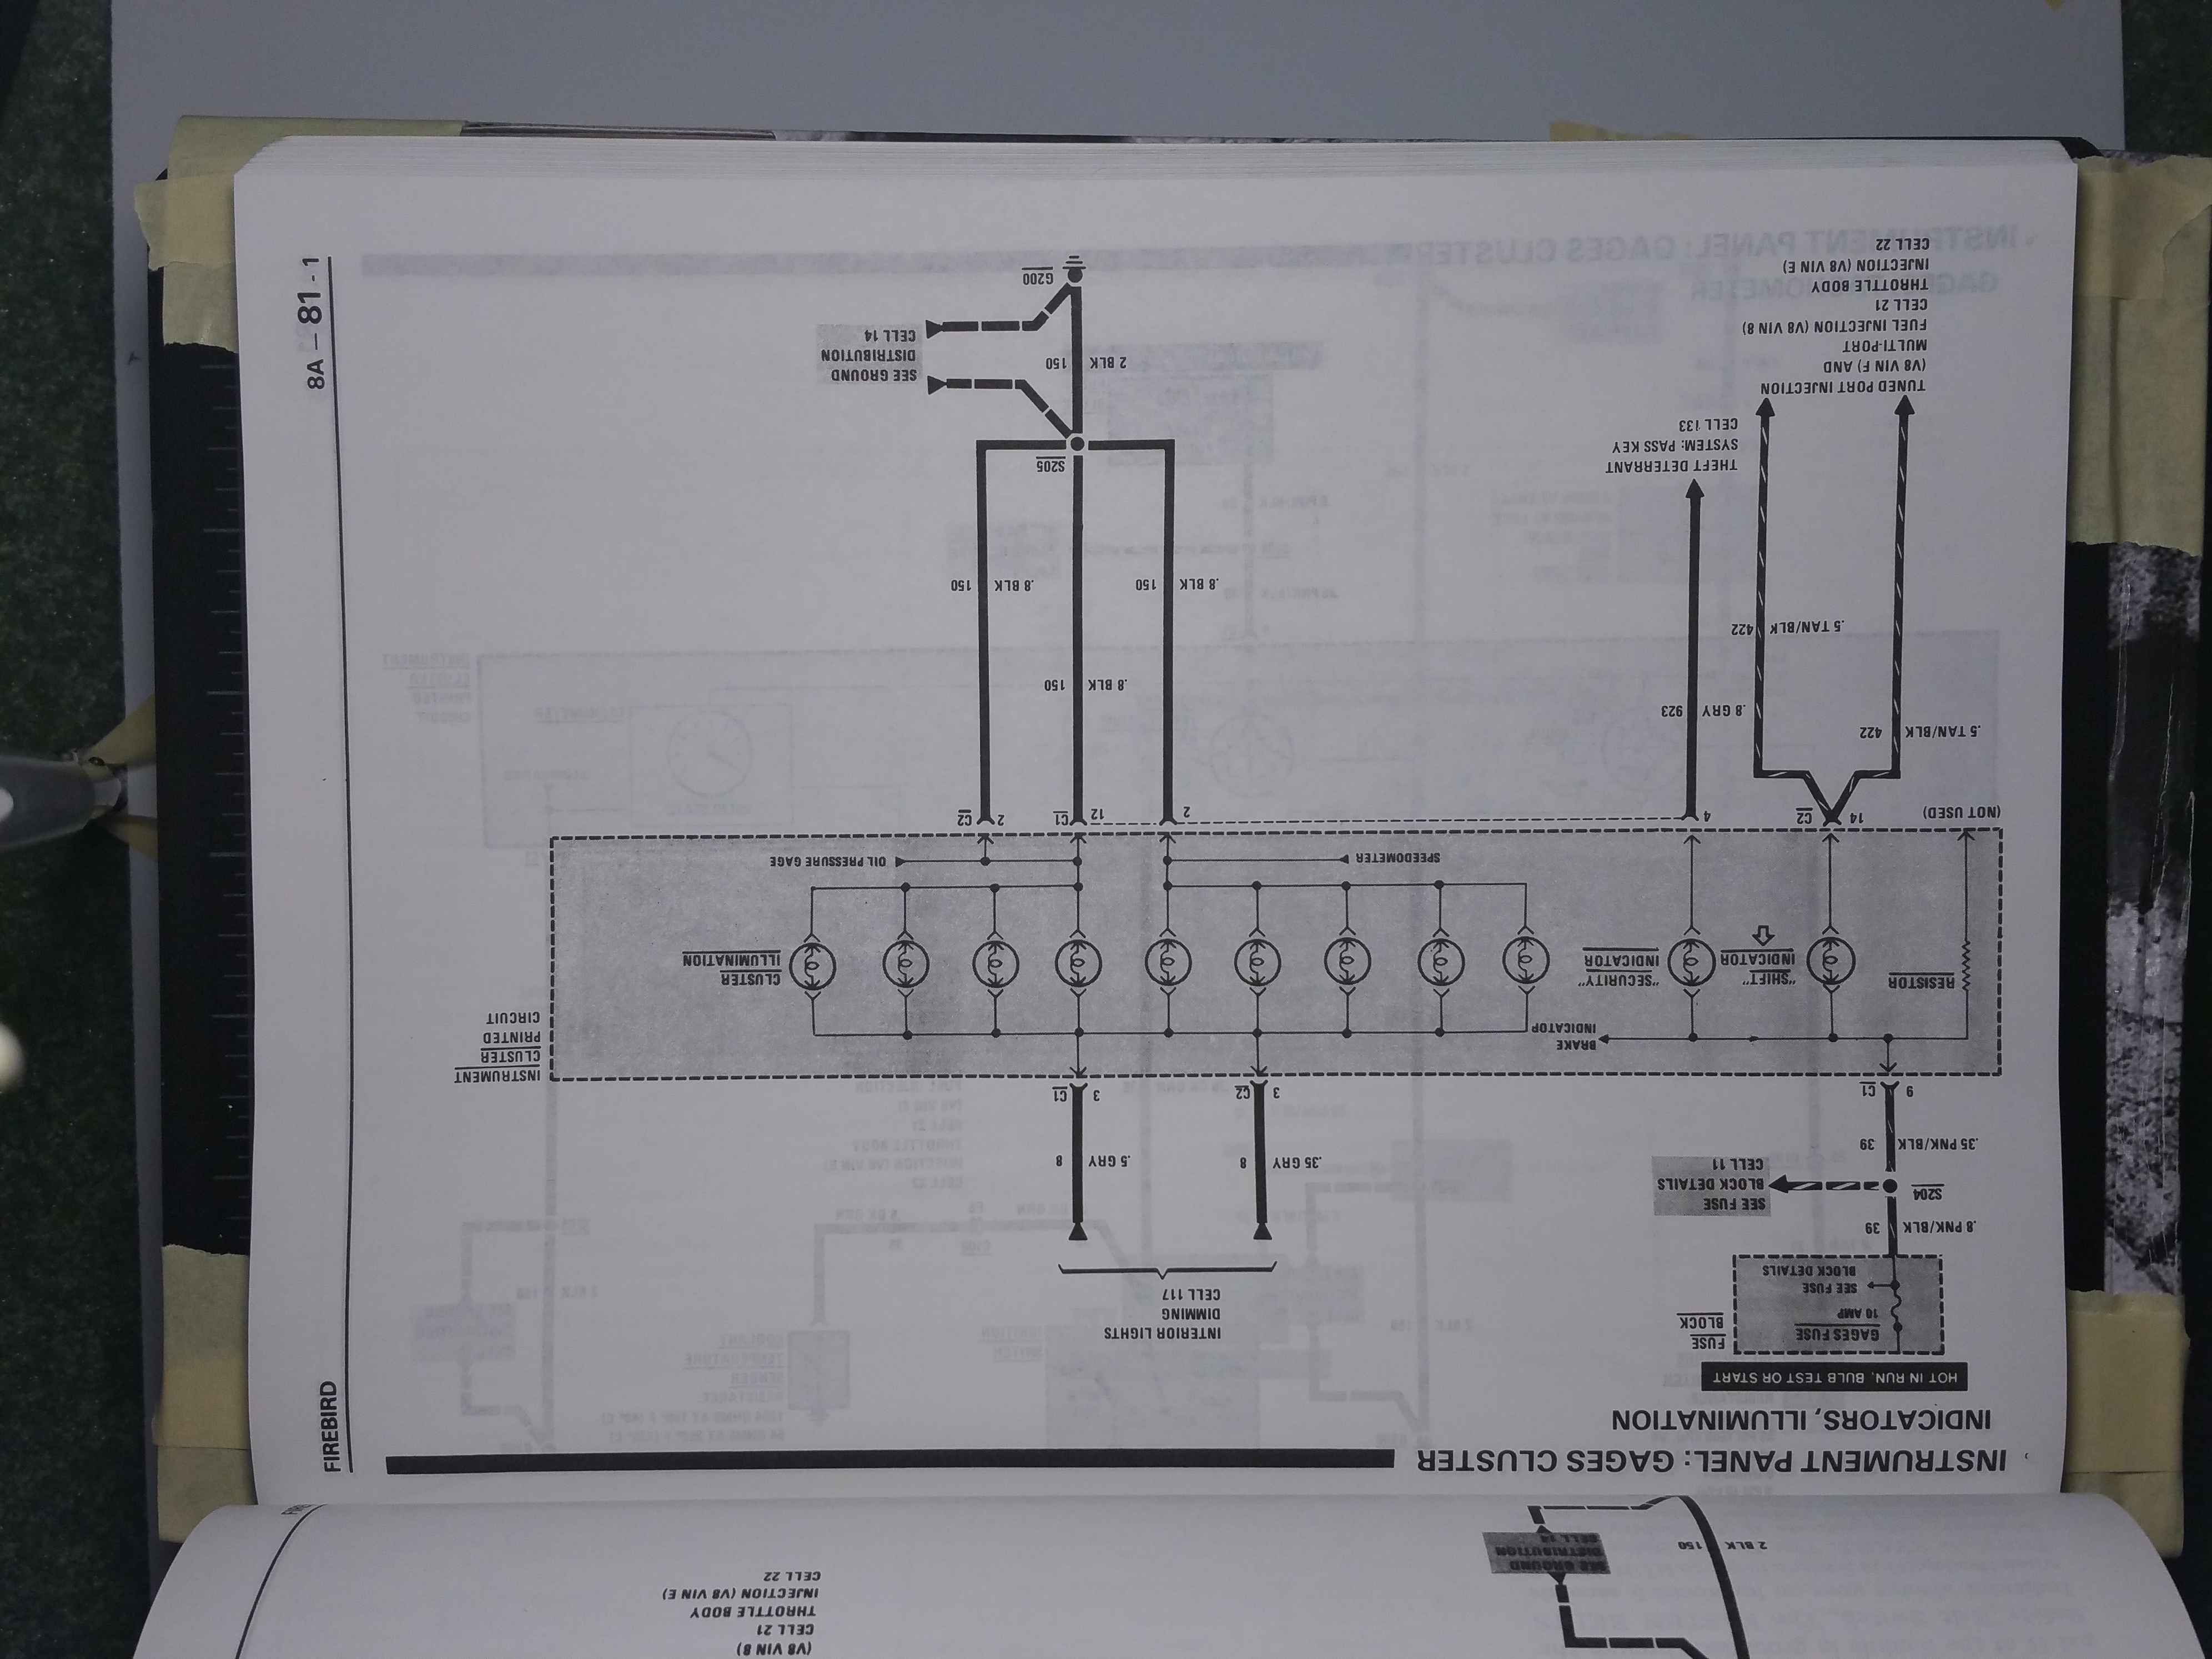 INSTRUMENT PANEL: GAGES CLUSTER
INDICATORS, ILLUMINATION
HOT IN RUN, BULB TEST OR START
GAGES FUSE
10 AMP
SEE FUSE
BLOCK DETAILS
FUSE
BLOCK
.8 PNK/BLK
39
S204
SEE FUSE
BLOCK DETAILS
CELL 11
.35 PNK/BLK
39
9
C1
INTERIOR LIGHTS
DIMMING
CELL 117
.35 GRY
8
.5 GRY
8
3
C2
3
C1
INSTRUMENT
CLUSTER
PRINTED
CIRCUIT
BRAKE
INDICATOR
RESISTOR
"SHIFT"
INDICATOR
"SECURITY"
INDICATOR
CLUSTER
ILLUMINATION
SPEEDOMETER
OIL PRESSURE GAGE
(NOT USED)
14
C2
4
2
12
C1
2
C2
.5 TAN/BLK
422
.8 GRY
923
.5 TAN/BLK
422
.8 BLK
150
.8 BLK
150
.8 BLK
150
THEFT DETERRANT
SYSTEM: PASS KEY
CELL 133
TUNED PORT INJECTION
(V8 VIN F) AND
MULTI-PORT
FUEL INJECTION (V8 VIN 8)
CELL 21
THROTTLE BODY
INJECTION (V8 VIN E)
CELL 22
S205
SEE GROUND
DISTRIBUTION
CELL 14
2 BLK
150
G200
FIREBIRD
8A - 81 - 1
2 BLK
150
SEE GROUND
DISTRIBUTION
CELL 14
(V8 VIN 8)
CELL 21
THROTTLE BODY
INJECTION (V8 VIN E)
CELL 22